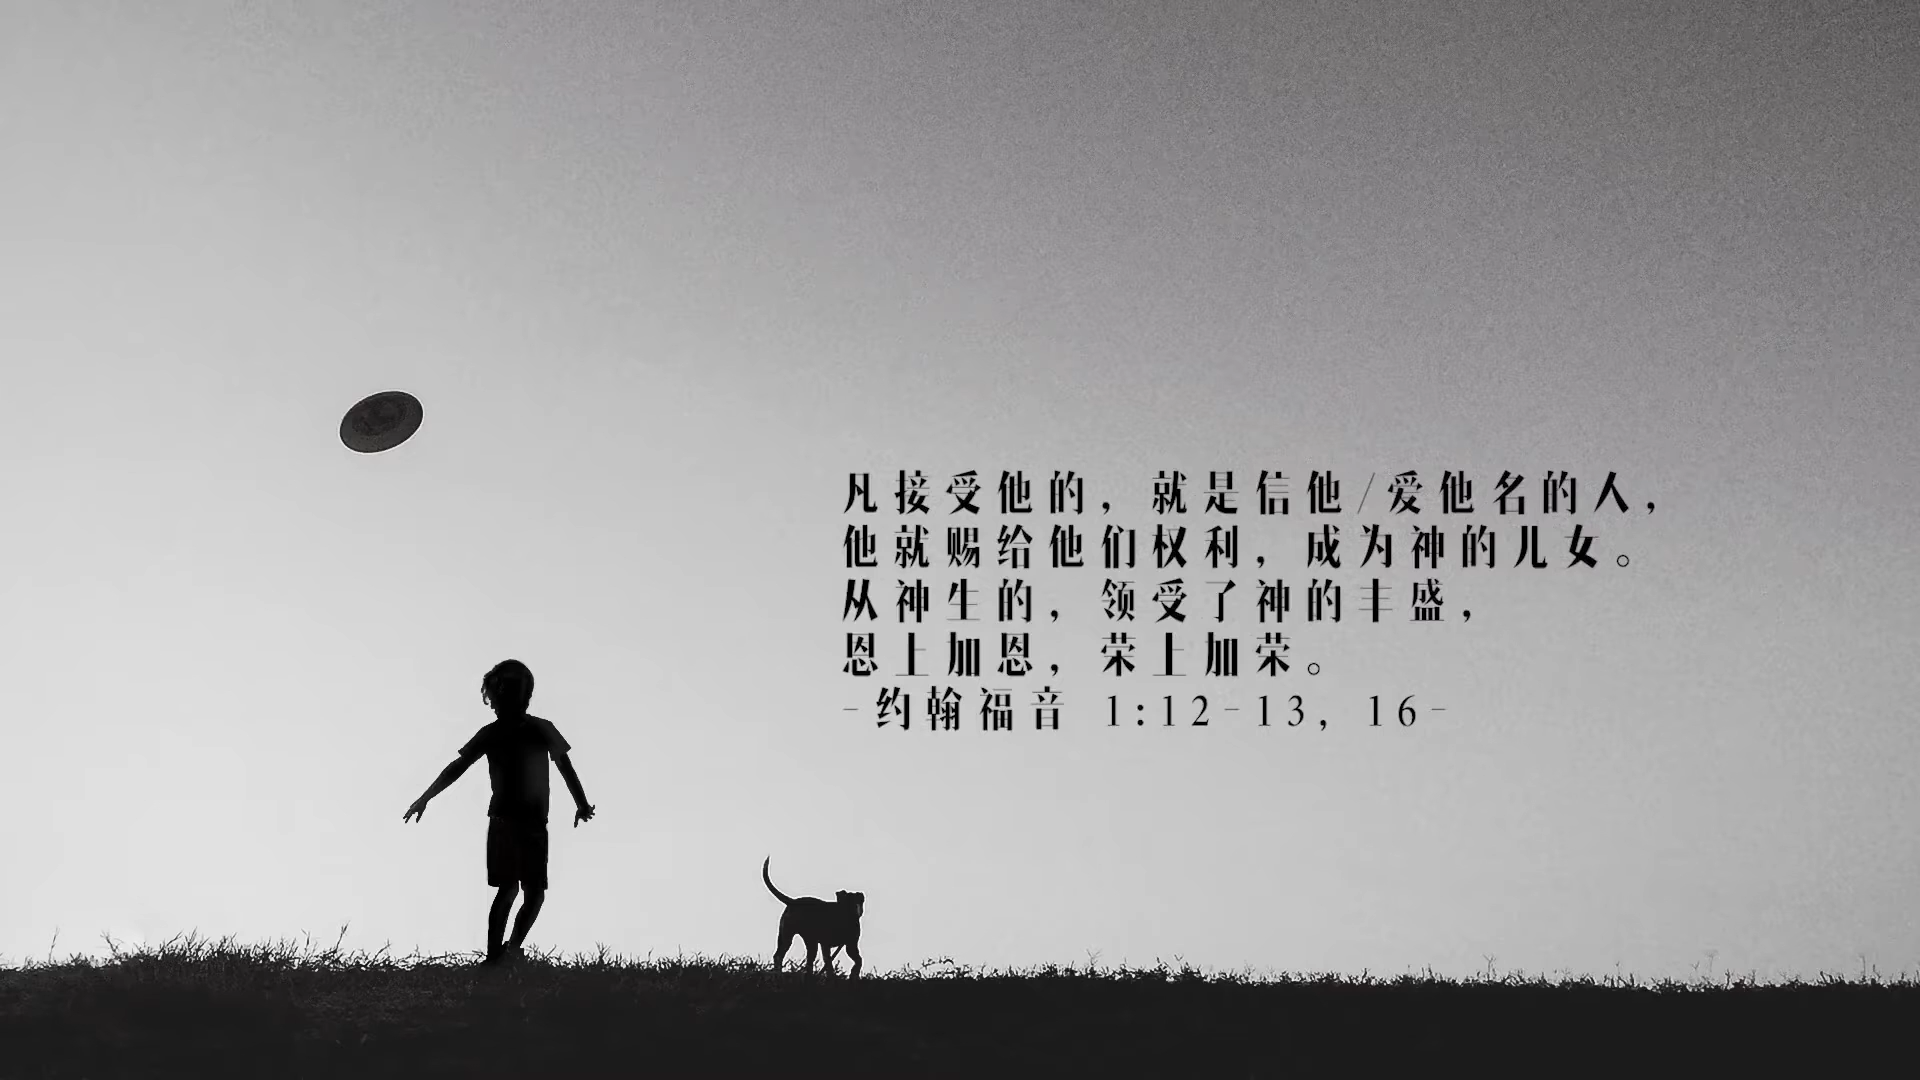 凡接受他的，就是信他/爱他名的人，
他就赐给他们权利，成为神的儿女。
从神生的，领受了神的丰盛，
恩上加恩，荣上加荣。
-约翰福音 1:12-13, 16-